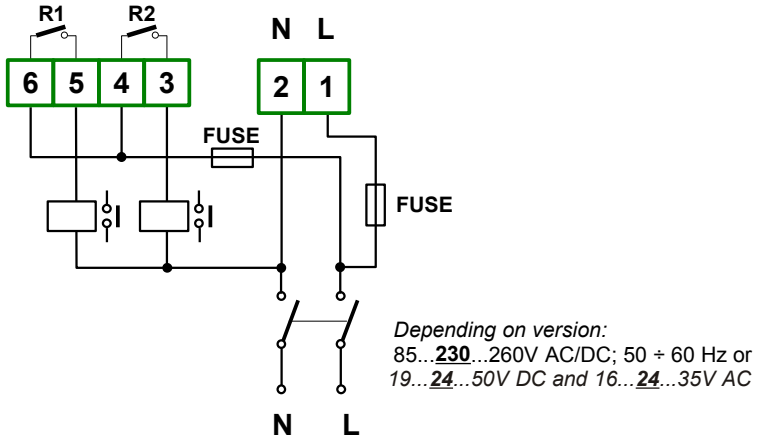 R1 R2
N L
6 5 4 3 2 1
FUSE
FUSE
Depending on version:
85...230...260V AC/DC; 50 ÷ 60 Hz or
19...24...50V DC and 16...24...35V AC
N L